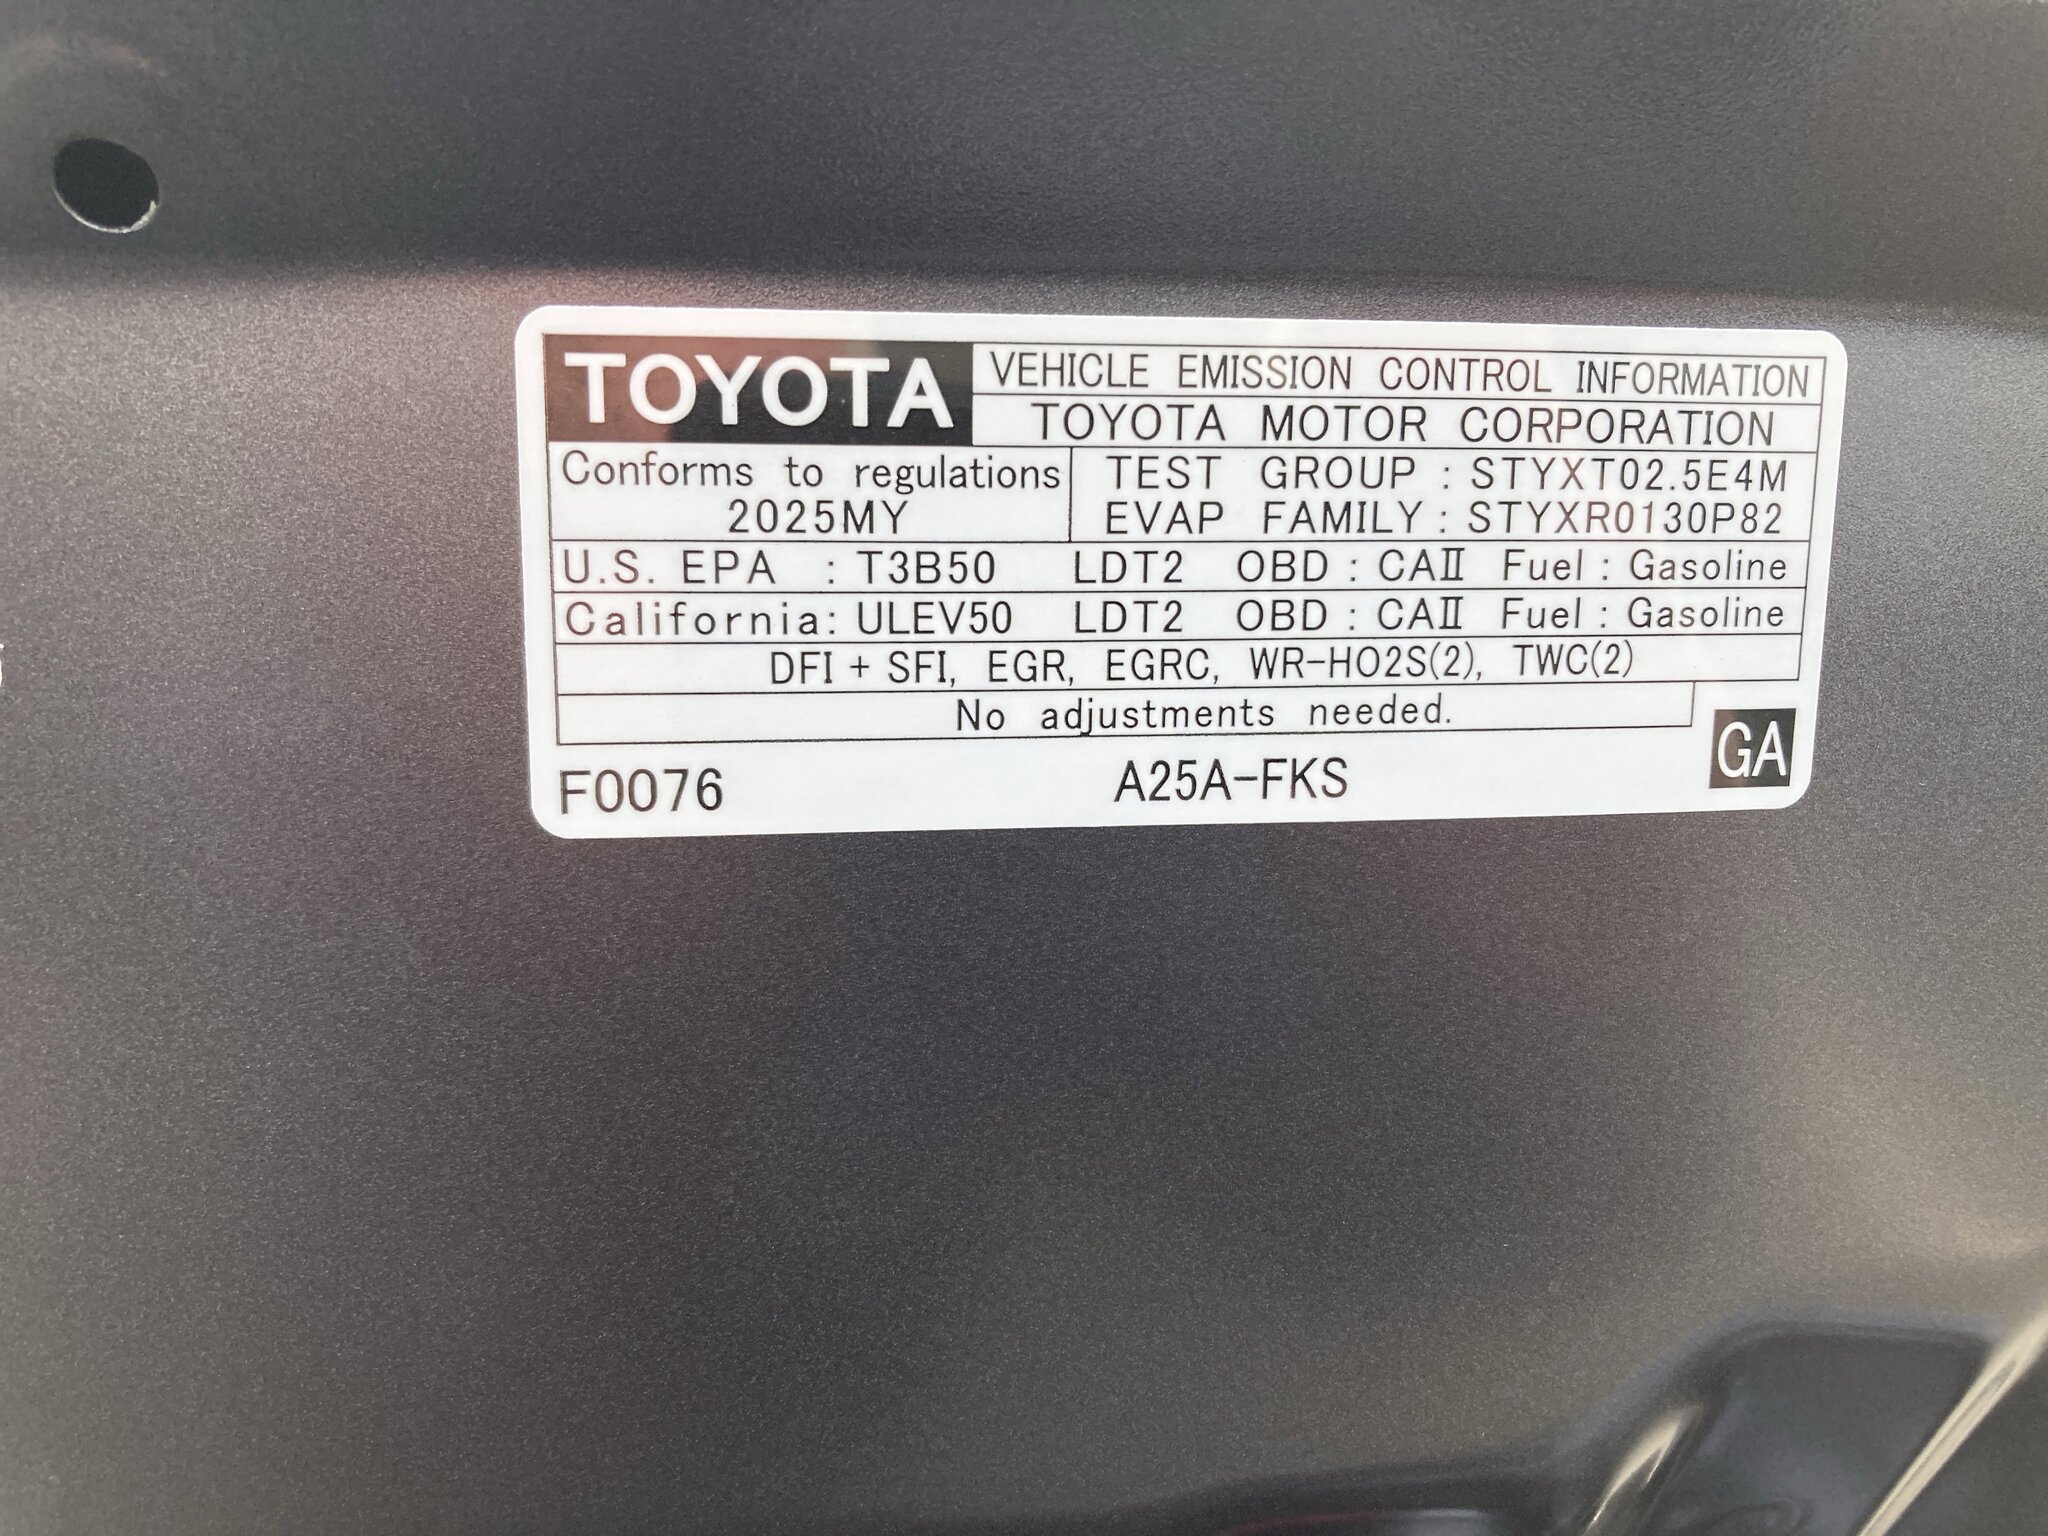 TOYOTA
VEHICLE EMISSION CONTROL INFORMATION
TOYOTA MOTOR CORPORATION
Conforms to regulations
2025MY
TEST GROUP : STYXT02.5E4M
EVAP FAMILY : STYXR0130P82
U.S. EPA : T3B50 LDT2 OBD : CAⅡ Fuel : Gasoline
California: ULEV50 LDT2 OBD : CAⅡ Fuel : Gasoline
DFI + SFI, EGR, EGRC, WR-HO2S(2), TWC(2)
No adjustments needed.
GA
F0076 A25A-FKS